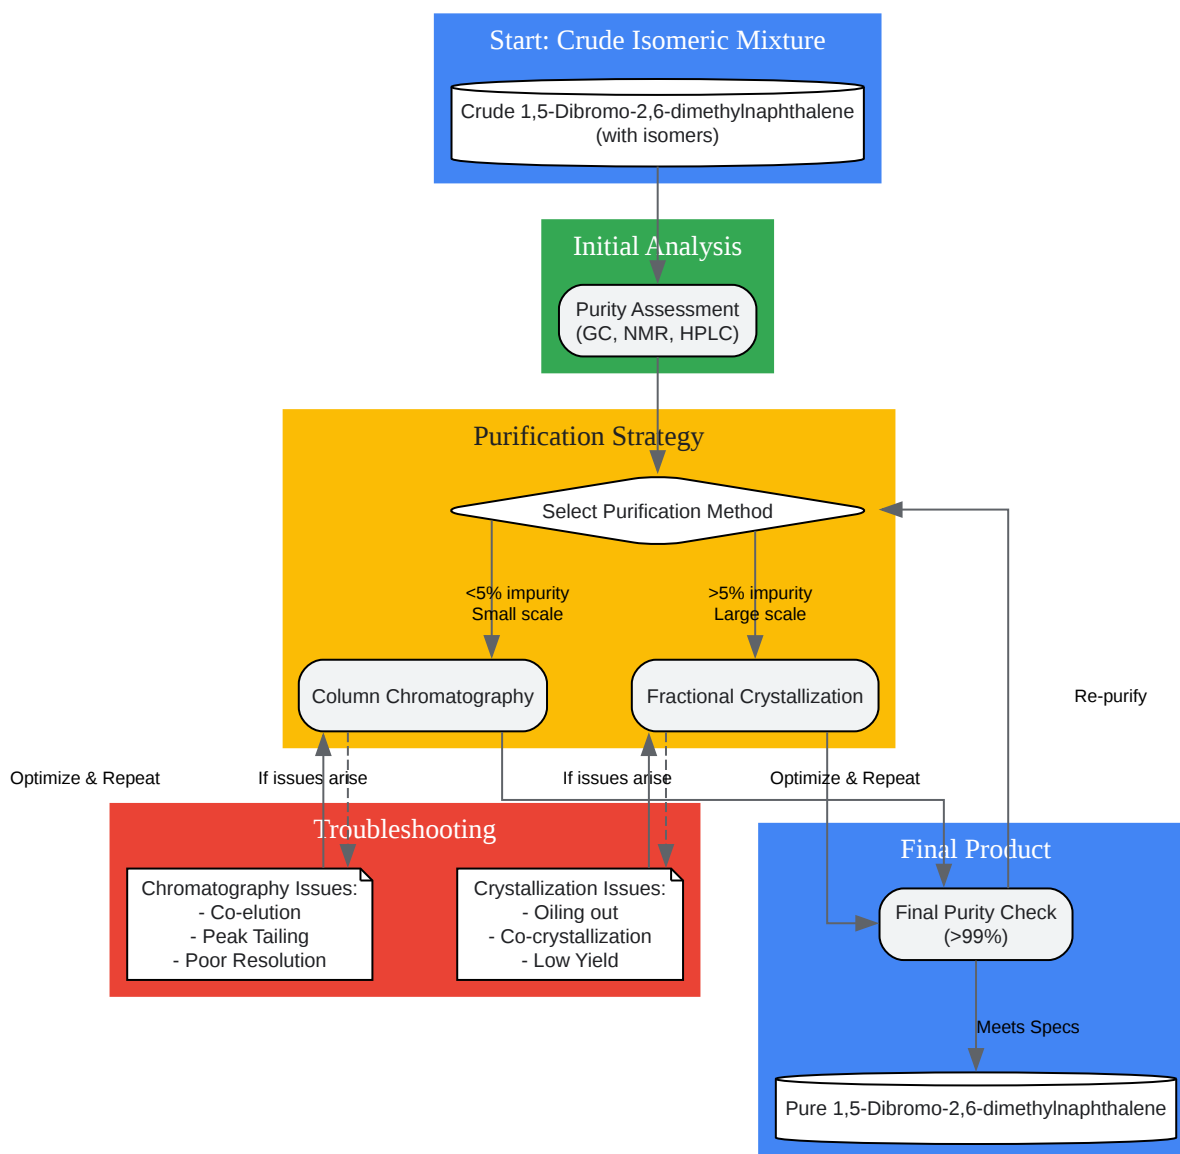 Start: Crude Isomeric Mixture
Crude 1,5-Dibromo-2,6-dimethylnaphthalene
(with isomers)
Initial Analysis
Purity Assessment
(GC, NMR, HPLC)
Purification Strategy
Select Purification Method
<5% impurity
Small scale
>5% impurity
Large scale
Column Chromatography
Fractional Crystallization
Re-purify
Optimize & Repeat
If issues arise
If issues arise
Optimize & Repeat
Troubleshooting
Chromatography Issues:
- Co-elution
- Peak Tailing
- Poor Resolution
Crystallization Issues:
- Oiling out
- Co-crystallization
- Low Yield
Final Product
Final Purity Check
(>99%)
Meets Specs
Pure 1,5-Dibromo-2,6-dimethylnaphthalene